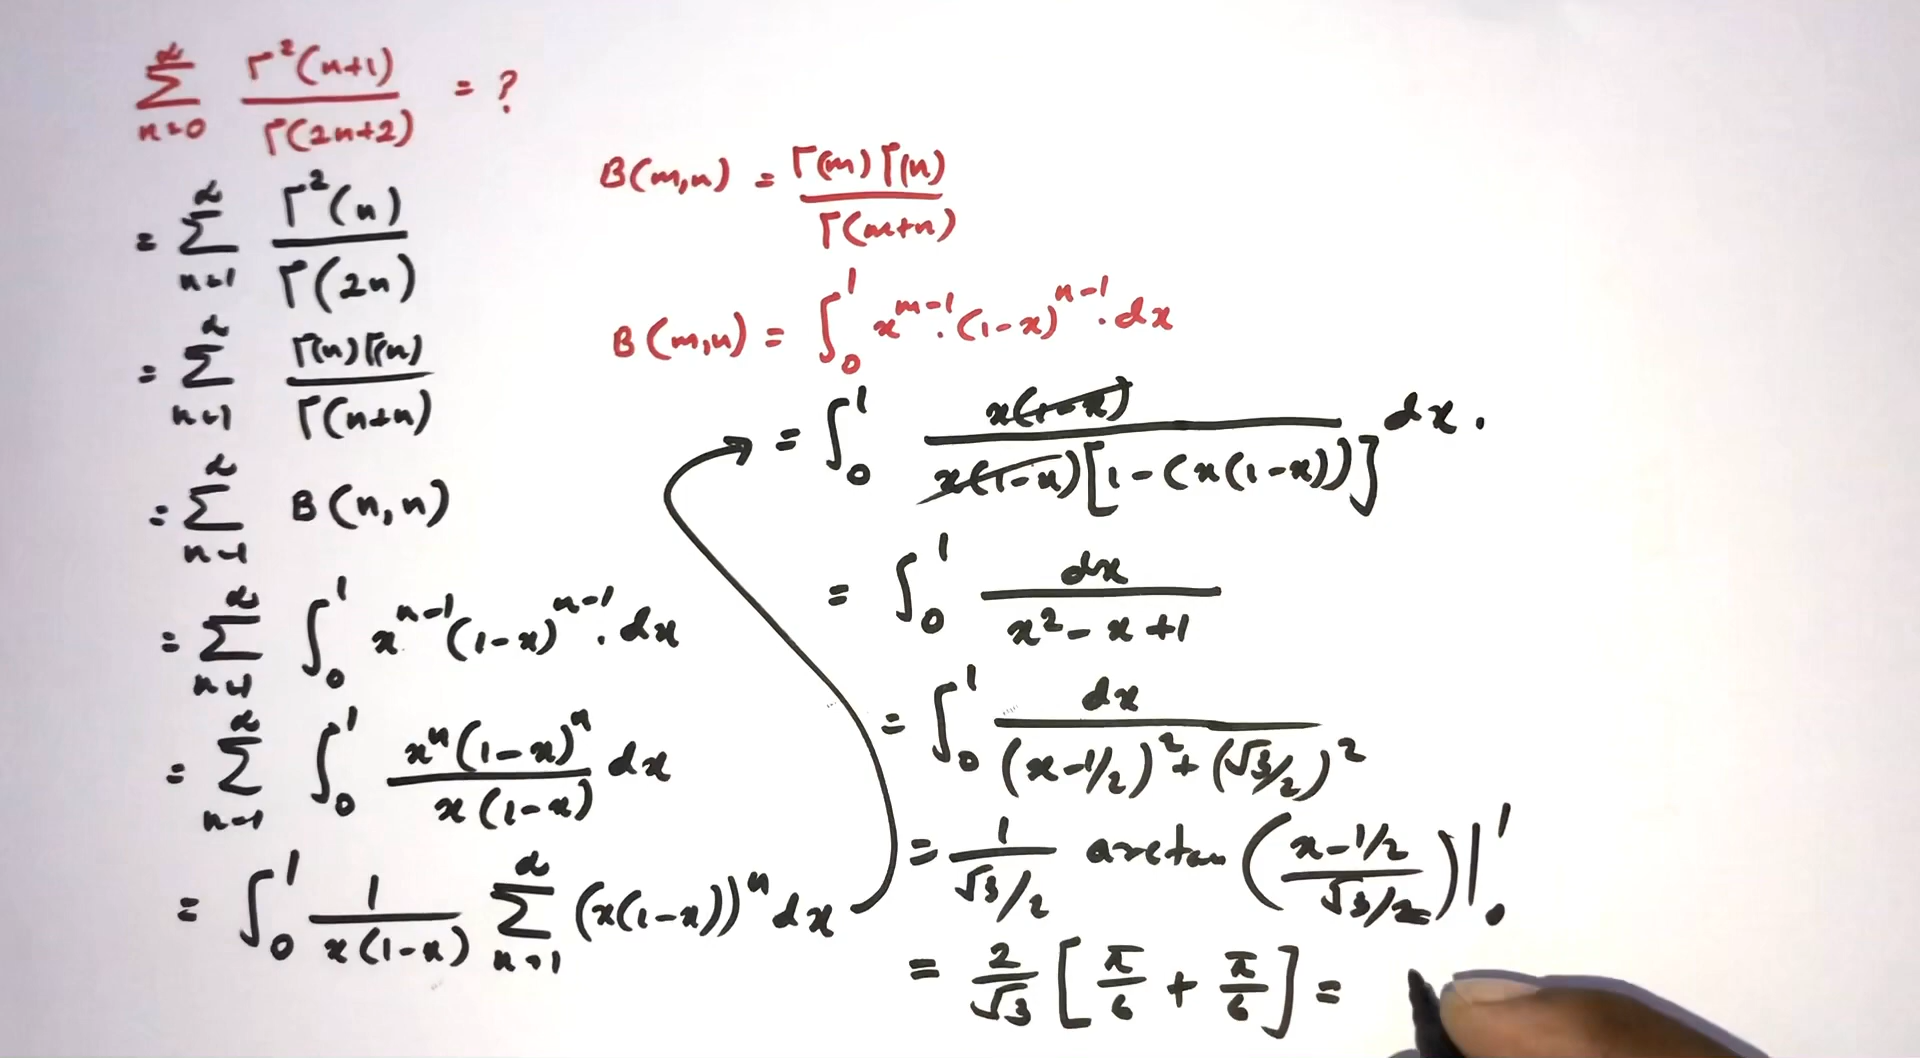 ∑_{n=0}^{∞} Γ²(n+1) / Γ(2n+2) = ?
= ∑_{n=1}^{∞} Γ²(n) / Γ(2n)
= ∑_{n=1}^{∞} Γ(n)Γ(n) / Γ(n+n)
= ∑_{n=1}^{∞} B(n,n)
= ∑_{n=1}^{∞} ∫_0^1 x^{n-1}(1-x)^{n-1}.dx
= ∑_{n=1}^{∞} ∫_0^1 x^n(1-x)^n / x(1-x) dx
= ∫_0^1 1 / x(1-x) ∑_{n=1}^{∞} (x(1-x))^n dx
B(m,n) = Γ(m)Γ(n) / Γ(m+n)
B(m,n) = ∫_0^1 x^{m-1}.(1-x)^{n-1}.dx
= ∫_0^1 x(1-x) / x(1-x)[1-(x(1-x))] dx.
= ∫_0^1 dx / x²-x+1
= ∫_0^1 dx / (x-1/2)²+(√3/2)²
= 1 / √3/2 arctan (x-1/2 / √3/2)|_0^1
= 2/√3 [π/6 + π/6] =